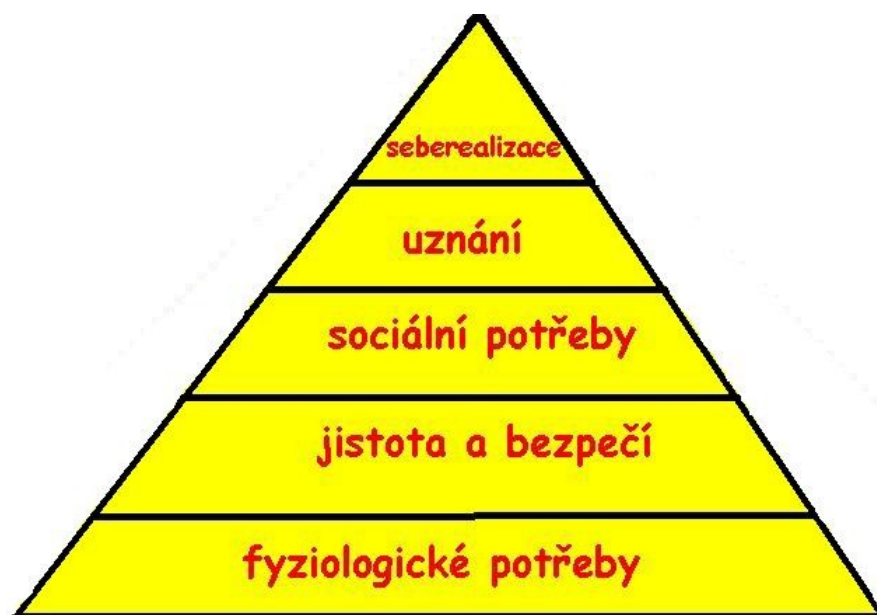 seberealizace
uznání
sociální potřeby
jistota a bezpečí
fyziologické potřeby